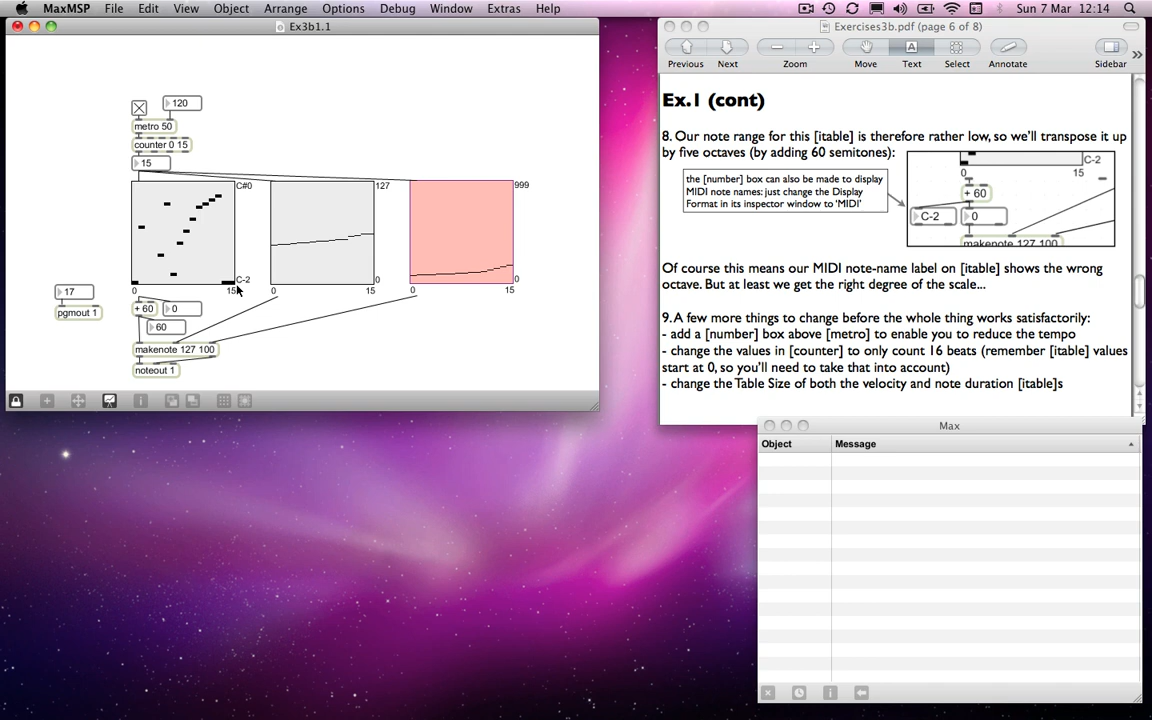 MaxMSP File Edit View Object Arrange Options Debug Window Extras Help
Sun 7 Mar 12:14
Ex3b1.1
120
metro 50
counter 0 15
15
C#0
127
999
C-2
0
0
0
15
0
15
0
15
17
pgmout 1
+ 60
0
60
makenote 127 100
noteout 1
Exercises3b.pdf (page 6 of 8)
Previous Next Zoom Move Text Select Annotate Sidebar
Ex.1 (cont)
8. Our note range for this [itable] is therefore rather low, so we'll transpose it up
by five octaves (by adding 60 semitones):
the [number] box can also be made to display
MIDI note names: just change the Display
Format in its inspector window to 'MIDI'
C-2
0
15
+ 60
C-2
0
makenote 127 100
Of course this means our MIDI note-name label on [itable] shows the wrong
octave. But at least we get the right degree of the scale...
9. A few more things to change before the whole thing works satisfactorily:
- add a [number] box above [metro] to enable you to reduce the tempo
- change the values in [counter] to only count 16 beats (remember [itable] values
start at 0, so you'll need to take that into account)
- change the Table Size of both the velocity and note duration [itable]s
Max
Object Message